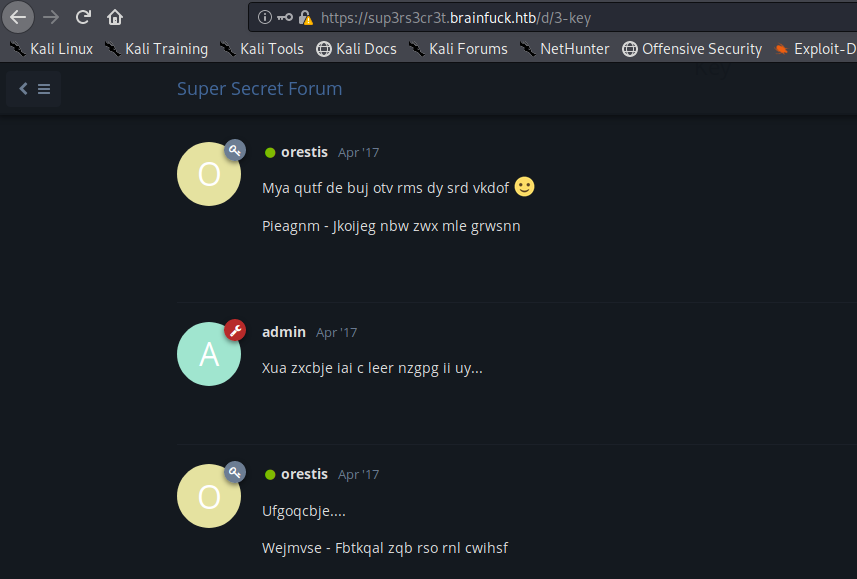 https://sup3rs3cr3t.brainfuck.htb/d/3-key
Kali Linux Kali Training Kali Tools Kali Docs Kali Forums NetHunter Offensive Security Exploit-D
Super Secret Forum
O orestis Apr '17
Mya qutf de buj otv rms dy srd vkdof 🙂
Pieagnm - Jkoijeg nbw zwx mle grwsnn
A admin Apr '17
Xua zxcbje iai c leer nzgpg ii uy...
O orestis Apr '17
Ufgoqcbje....
Wejmvse - Fbtkqal zqb rso rnl cwihsf